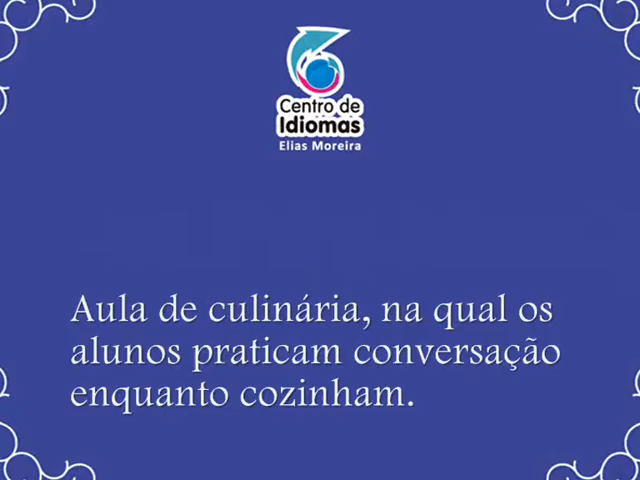 Centro de
Idiomas
Elias Moreira
Aula de culinária, na qual os
alunos praticam conversação
enquanto cozinham.